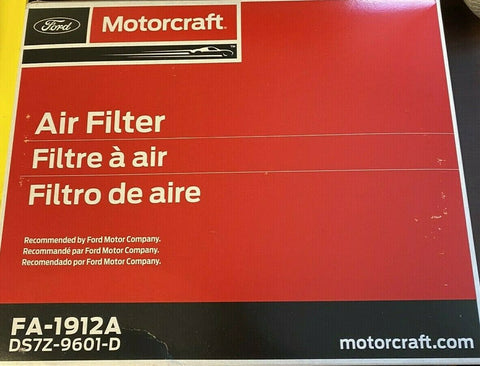 Ford
Motorcraft®
™
Air Filter
Filtre à air
Filtro de aire
Recommended by Ford Motor Company.
Recommandé par Ford Motor Company.
Recomendado por Ford Motor Company.
FA-1912A
DS7Z-9601-D
motorcraft.com